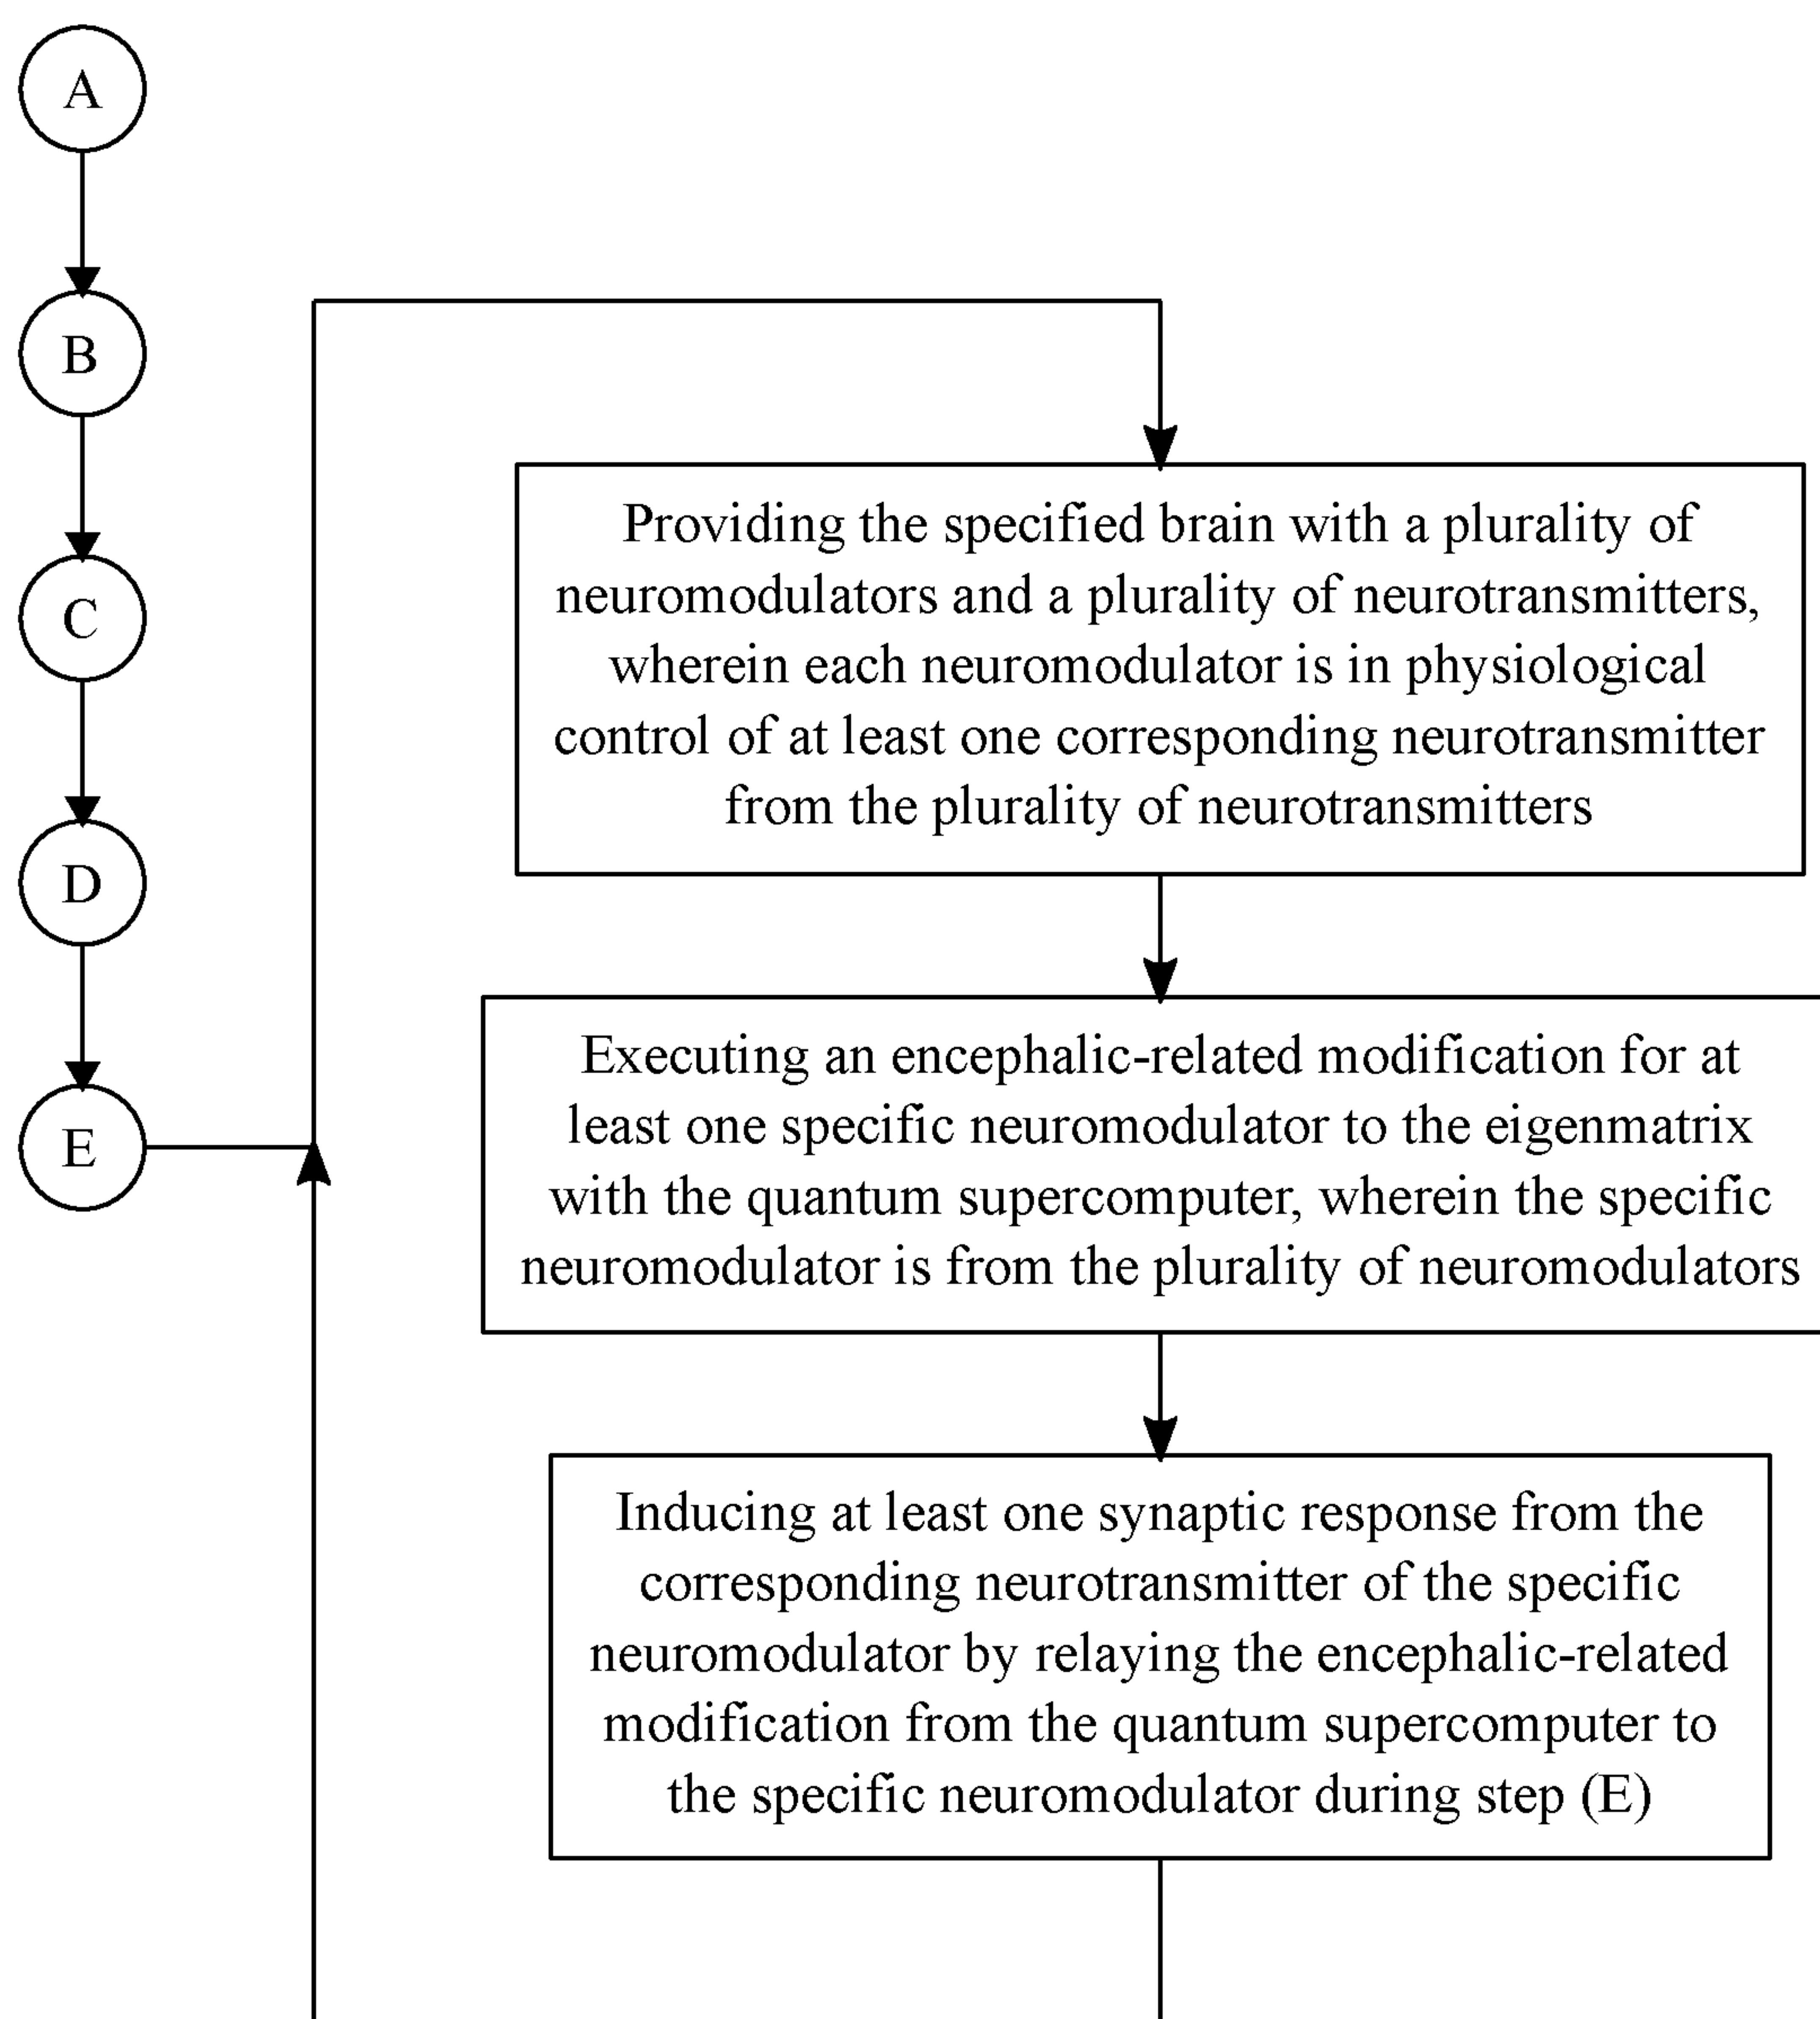 A
B
C
D
E
Providing the specified brain with a plurality of
neuromodulators and a plurality of neurotransmitters,
wherein each neuromodulator is in physiological
control of at least one corresponding neurotransmitter
from the plurality of neurotransmitters
Executing an encephalic-related modification for at
least one specific neuromodulator to the eigenmatrix
with the quantum supercomputer, wherein the specific
neuromodulator is from the plurality of neuromodulators
Inducing at least one synaptic response from the
corresponding neurotransmitter of the specific
neuromodulator by relaying the encephalic-related
modification from the quantum supercomputer to
the specific neuromodulator during step (E)